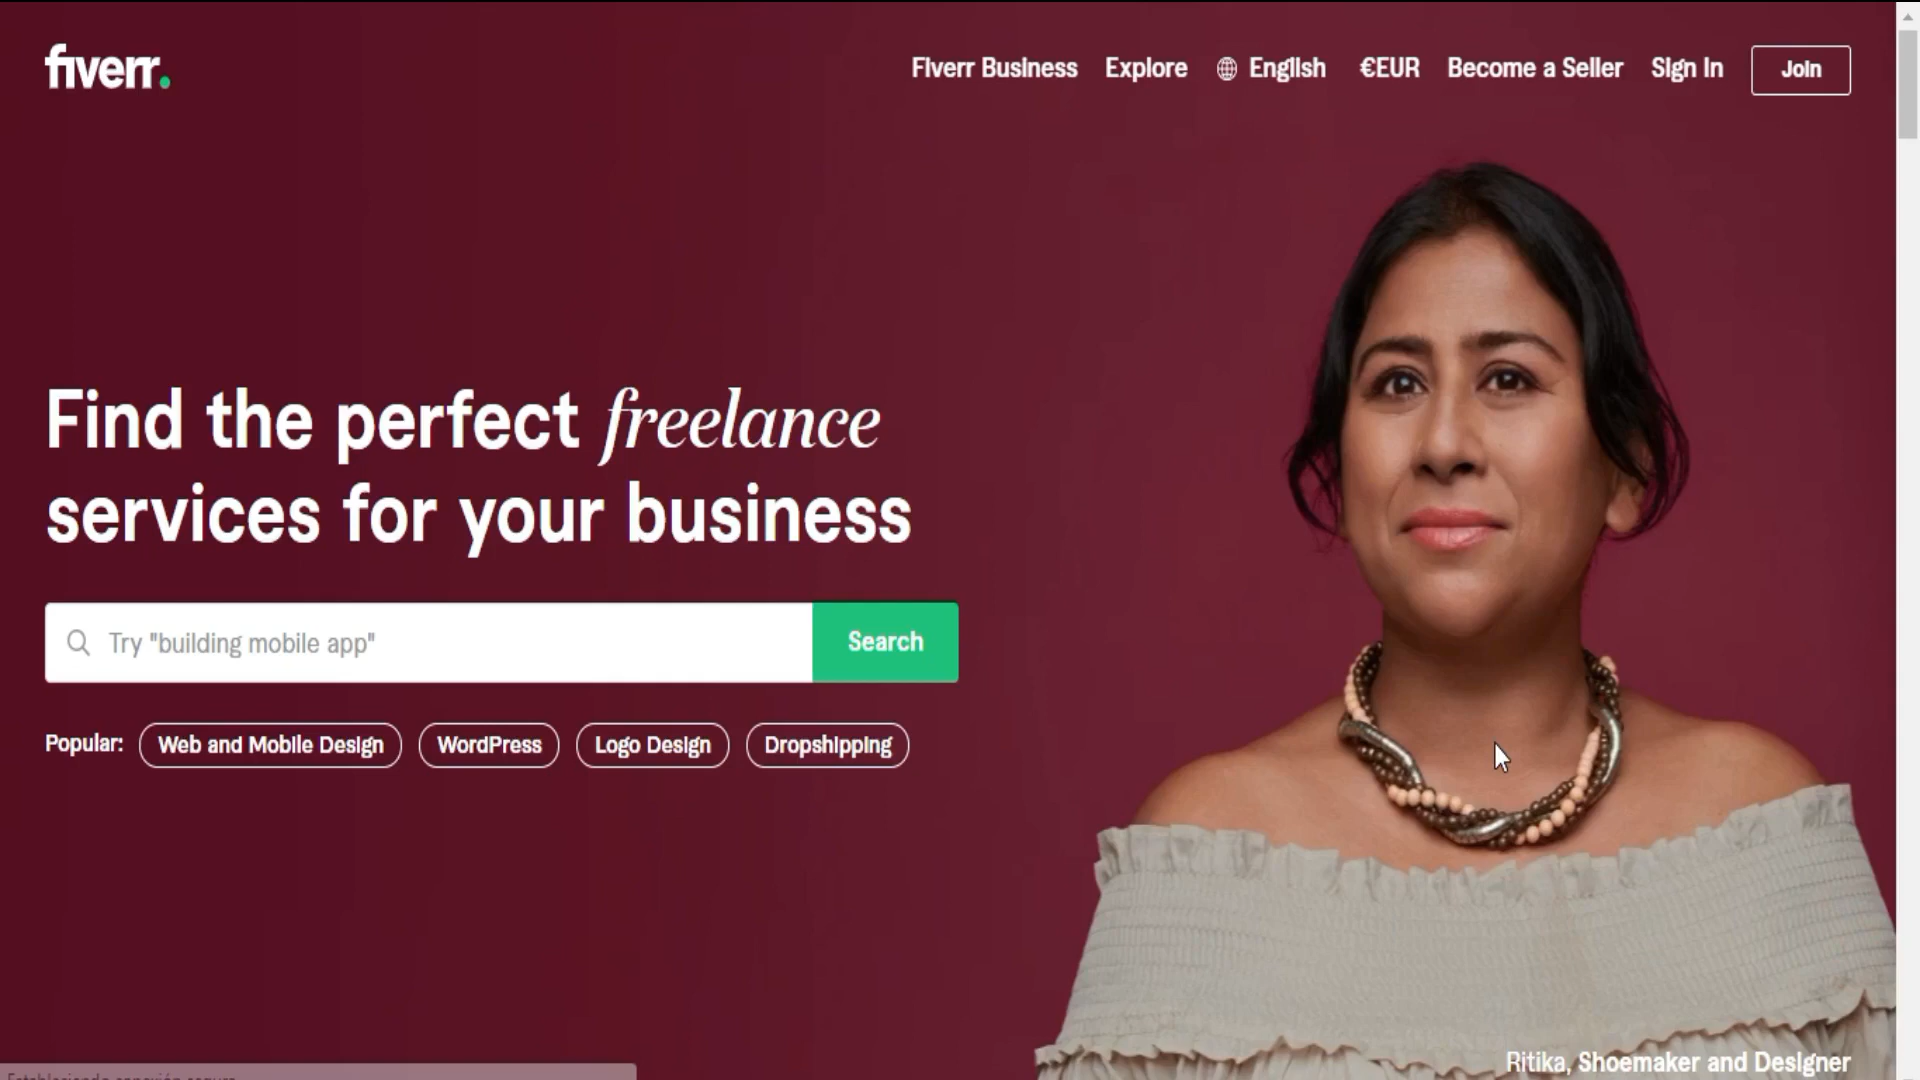 fiverr.
Fiverr Business
Explore
English
€EUR
Become a Seller
Sign In
Join
Find the perfect freelance
services for your business
Try "building mobile app"
Search
Popular:
Web and Mobile Design
WordPress
Logo Design
Dropshipping
Ritika, Shoemaker and Designer